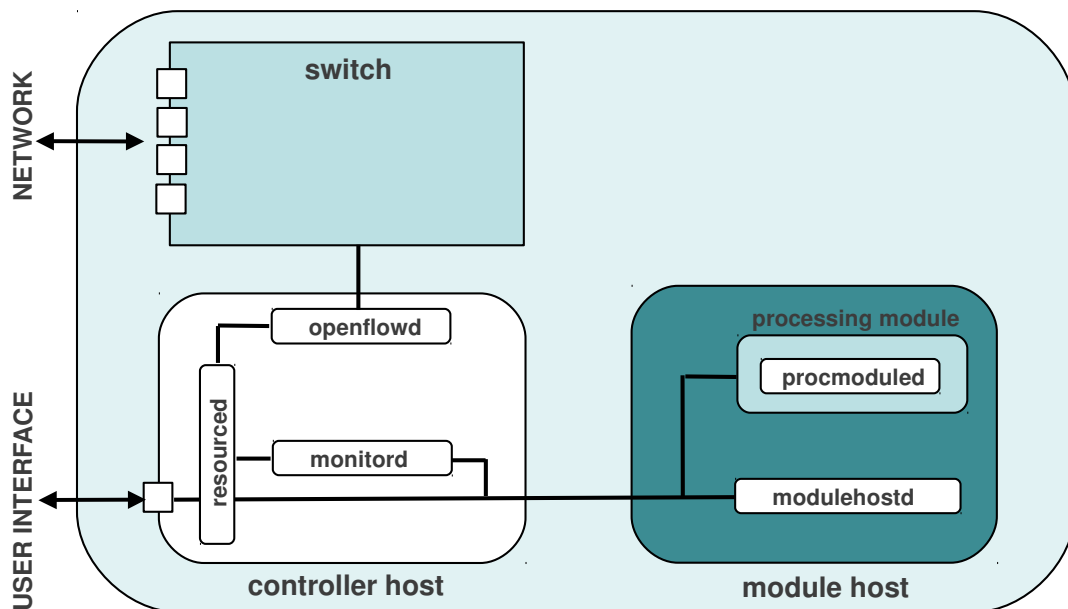 NETWORK
switch
openflowd
processing module
procmoduled
resourced
monitord
modulehostd
USER INTERFACE
controller host
module host